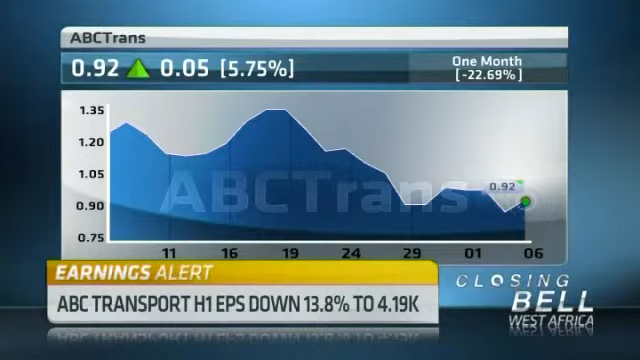 ABCTrans
0.92 0.05 [5.75%]
One Month
[-22.69%]
1.35
1.20
1.05
0.90
0.75
ABCTrans
0.92
11 16 19 24 29 01 06
EARNINGS ALERT
ABC TRANSPORT H1 EPS DOWN 13.8% TO 4.19K
CLOSING
BELL
WEST AFRICA